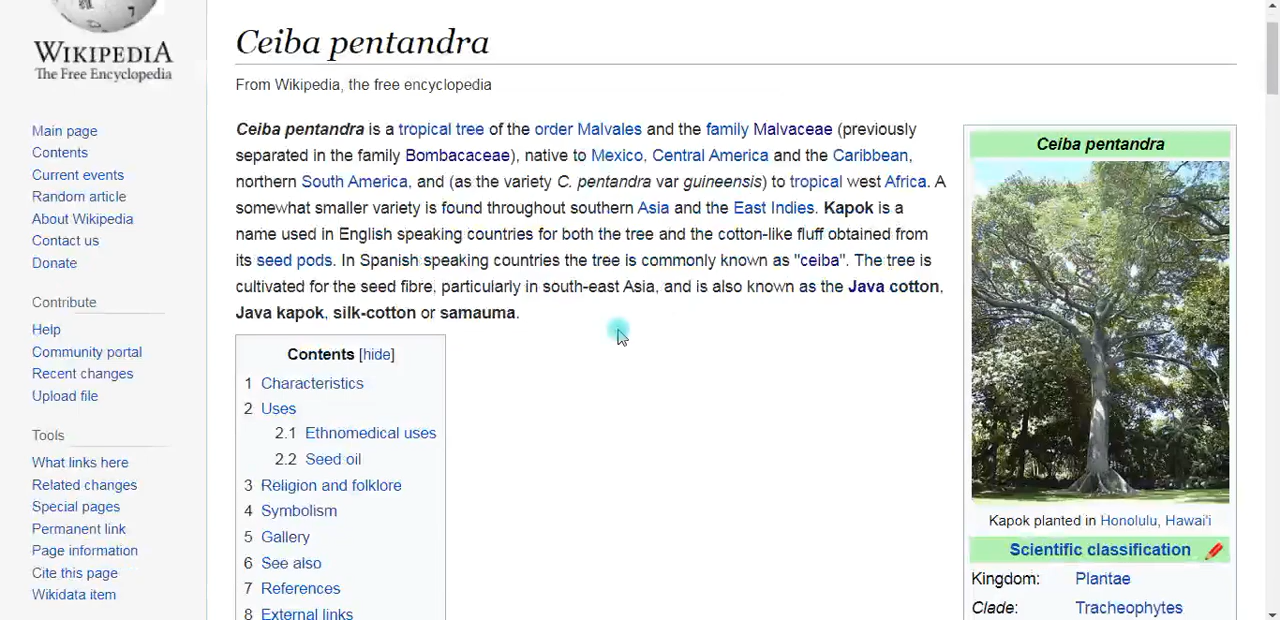 WIKIPEDIA
The Free Encyclopedia
Main page
Contents
Current events
Random article
About Wikipedia
Contact us
Donate
Contribute
Help
Community portal
Recent changes
Upload file
Tools
What links here
Related changes
Special pages
Permanent link
Page information
Cite this page
Wikidata item
Ceiba pentandra
From Wikipedia, the free encyclopedia
Ceiba pentandra is a tropical tree of the order Malvales and the family Malvaceae (previously
separated in the family Bombacaceae), native to Mexico, Central America and the Caribbean,
northern South America, and (as the variety C. pentandra var guineensis) to tropical west Africa. A
somewhat smaller variety is found throughout southern Asia and the East Indies. Kapok is a
name used in English speaking countries for both the tree and the cotton-like fluff obtained from
its seed pods. In Spanish speaking countries the tree is commonly known as "ceiba". The tree is
cultivated for the seed fibre, particularly in south-east Asia, and is also known as the Java cotton,
Java kapok, silk-cotton or samauma.
Contents [hide]
1 Characteristics
2 Uses
2.1 Ethnomedical uses
2.2 Seed oil
3 Religion and folklore
4 Symbolism
5 Gallery
6 See also
7 References
8 External links
Ceiba pentandra
Kapok planted in Honolulu, Hawai'i
Scientific classification
Kingdom: Plantae
Clade: Tracheophytes